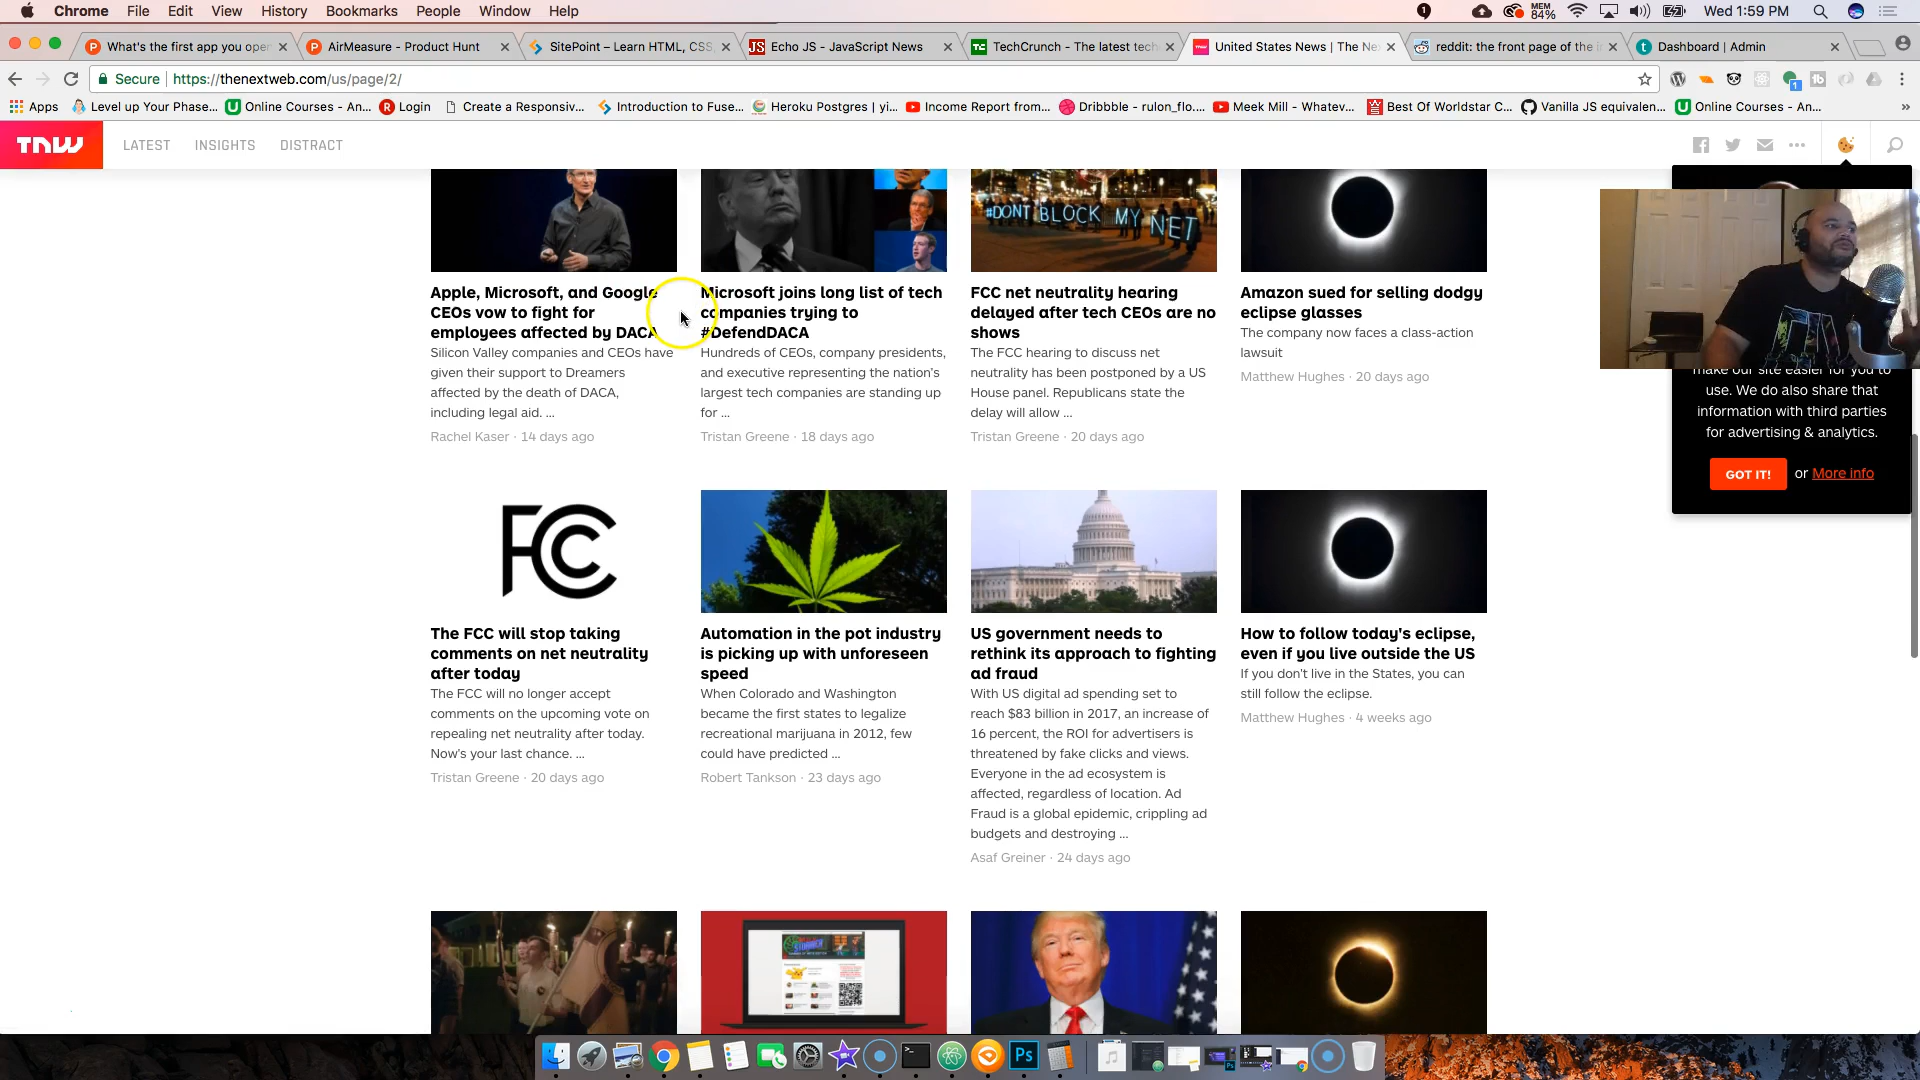 Chrome File Edit View History Bookmarks People Window Help
1 MEM 84% Wed 1:59 PM
What's the first app you open
AirMeasure - Product Hunt
SitePoint – Learn HTML, CSS,
Echo JS - JavaScript News
TechCrunch - The latest tech
United States News | The Ne
reddit: the front page of the i
Dashboard | Admin
Secure https://thenextweb.com/us/page/2/
Apps Level up Your Phase... Online Courses - An... Login Create a Responsiv... Introduction to Fuse... Heroku Postgres | yi... Income Report from... Dribbble - rulon_flo... Meek Mill - Whatev... Best Of Worldstar C... Vanilla JS equivalen... Online Courses - An... »
TNW LATEST INSIGHTS DISTRACT
#DONT BLOCK MY NET
Apple, Microsoft, and Google
CEOs vow to fight for
employees affected by DACA
Silicon Valley companies and CEOs have
given their support to Dreamers
affected by the death of DACA,
including legal aid. ...
Rachel Kaser · 14 days ago
Microsoft joins long list of tech
companies trying to
#DefendDACA
Hundreds of CEOs, company presidents,
and executive representing the nation's
largest tech companies are standing up
for ...
Tristan Greene · 18 days ago
FCC net neutrality hearing
delayed after tech CEOs are no
shows
The FCC hearing to discuss net
neutrality has been postponed by a US
House panel. Republicans state the
delay will allow ...
Tristan Greene · 20 days ago
Amazon sued for selling dodgy
eclipse glasses
The company now faces a class-action
lawsuit
Matthew Hughes · 20 days ago
make our site easier for you to
use. We do also share that
information with third parties
for advertising & analytics.
GOT IT! or More info
FCC
The FCC will stop taking
comments on net neutrality
after today
The FCC will no longer accept
comments on the upcoming vote on
repealing net neutrality after today.
Now's your last chance. ...
Tristan Greene · 20 days ago
Automation in the pot industry
is picking up with unforeseen
speed
When Colorado and Washington
became the first states to legalize
recreational marijuana in 2012, few
could have predicted ...
Robert Tankson · 23 days ago
US government needs to
rethink its approach to fighting
ad fraud
With US digital ad spending set to
reach $83 billion in 2017, an increase of
16 percent, the ROI for advertisers is
threatened by fake clicks and views.
Everyone in the ad ecosystem is
affected, regardless of location. Ad
Fraud is a global epidemic, crippling ad
budgets and destroying ...
Asaf Greiner · 24 days ago
How to follow today's eclipse,
even if you live outside the US
If you don't live in the States, you can
still follow the eclipse.
Matthew Hughes · 4 weeks ago
Ps